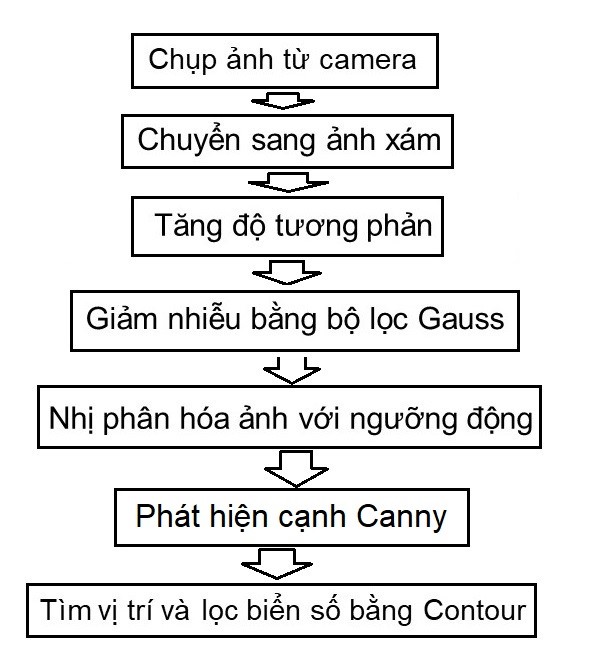 Chụp ảnh từ camera
Chuyển sang ảnh xám
Tăng độ tương phản
Giảm nhiễu bằng bộ lọc Gauss
Nhị phân hóa ảnh với ngưỡng động
Phát hiện cạnh Canny
Tìm vị trí và lọc biển số bằng Contour